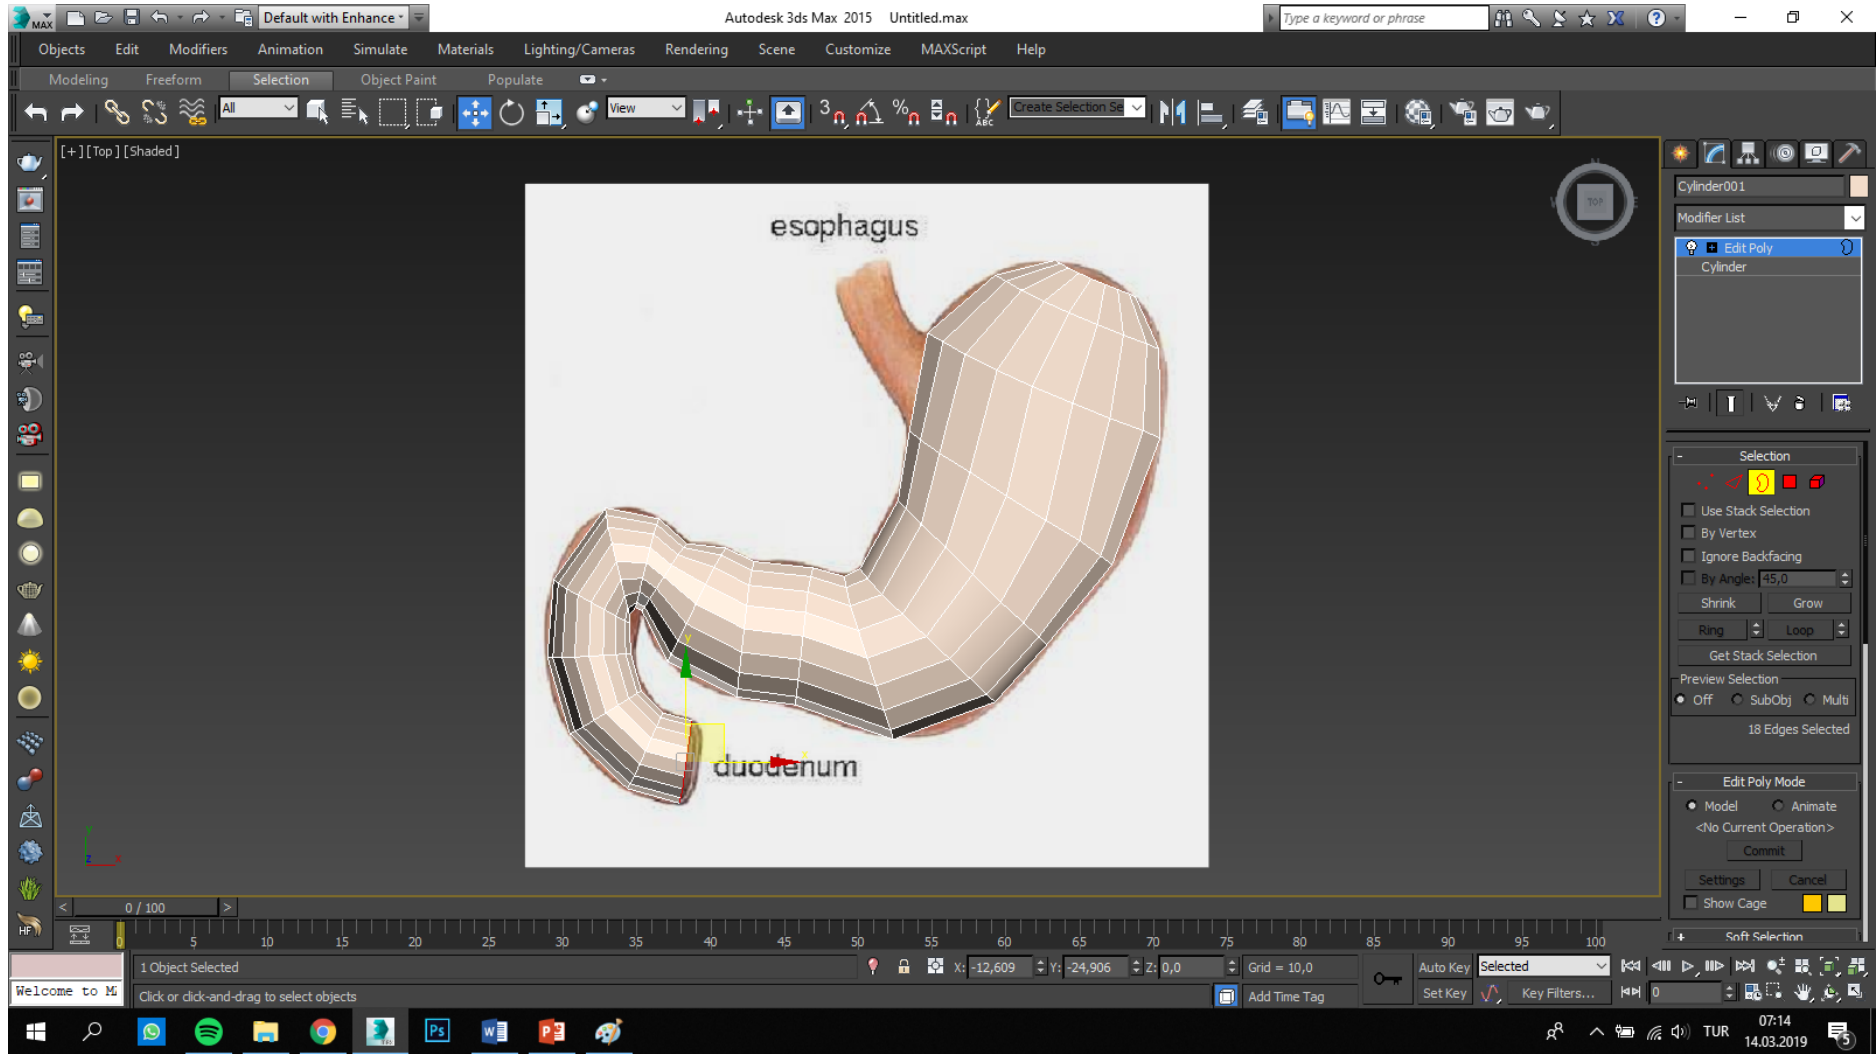 MAX
Default with Enhance
Autodesk 3ds Max 2015 Untitled.max
Type a keyword or phrase
Objects Edit Modifiers Animation Simulate Materials Lighting/Cameras Rendering Scene Customize MAXScript Help
Modeling Freeform Selection Object Paint Populate
All View 3 % ABC Create Selection Se
[+][Top][Shaded]
N
W TOP E
S
Cylinder001
Modifier List
Edit Poly
Cylinder
esophagus
duodenum
Selection
Use Stack Selection
By Vertex
Ignore Backfacing
By Angle: 45,0
Shrink Grow
Ring Loop
Get Stack Selection
Preview Selection
Off SubObj Multi
18 Edges Selected
Edit Poly Mode
Model Animate
<No Current Operation>
Commit
Settings Cancel
Show Cage
Soft Selection
y
x
y
z x
HF
< 0 / 100 >
0 5 10 15 20 25 30 35 40 45 50 55 60 65 70 75 80 85 90 95 100
1 Object Selected X: -12,609 Y: -24,906 Z: 0,0 Grid = 10,0 Auto Key Selected
Welcome to M Click or click-and-drag to select objects Add Time Tag Set Key Key Filters... 0
Ps TUR 07:14
14.03.2019 5